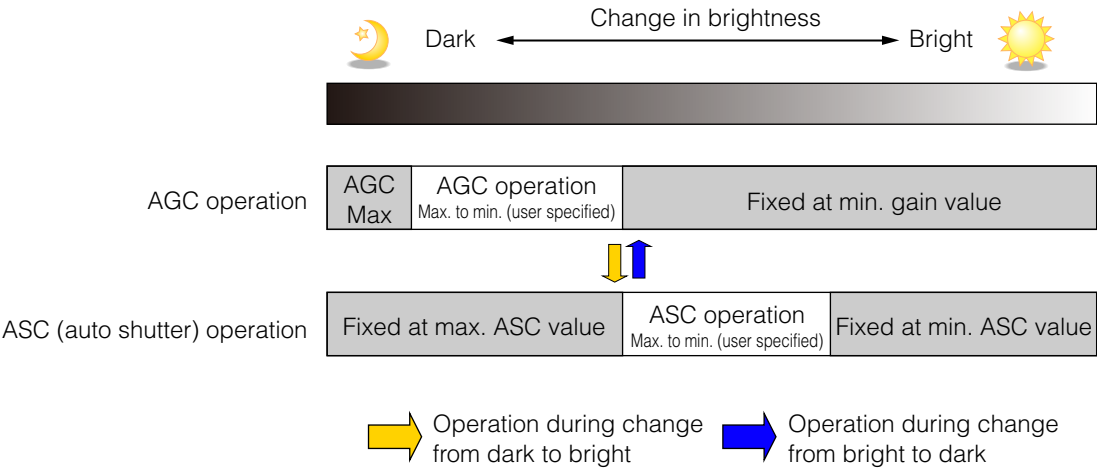 Change in brightness
Dark
Bright
AGC operation
AGC
Max
AGC operation
Max. to min. (user specified)
Fixed at min. gain value
ASC (auto shutter) operation
Fixed at max. ASC value
ASC operation
Max. to min. (user specified)
Fixed at min. ASC value
Operation during change
from dark to bright
Operation during change
from bright to dark